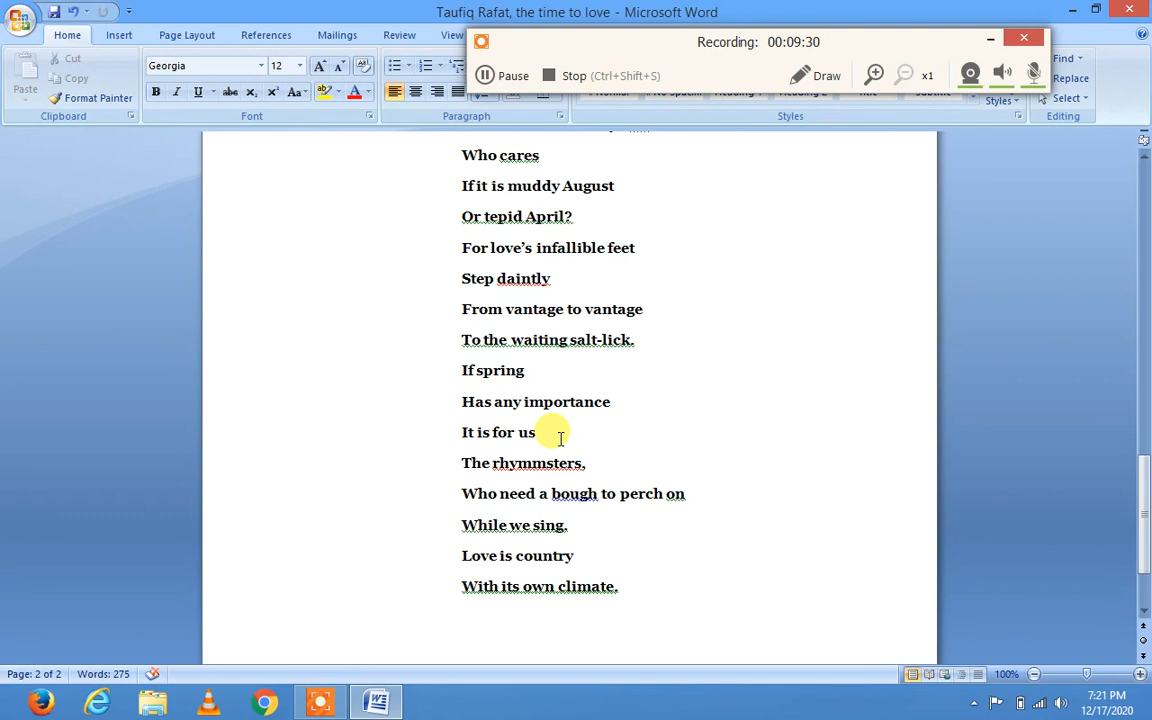 Taufiq Rafat, the time to love - Microsoft Word
Home Insert Page Layout References Mailings Review View
Recording: 00:09:30
Pause Stop (Ctrl+Shift+S) Draw x1
Paste Cut Copy Format Painter
Georgia 12
B I U abc x₂ x² Aa A
Find Replace Select
Styles
Clipboard Font Paragraph Styles Editing
Who cares
If it is muddy August
Or tepid April?
For love's infallible feet
Step daintly
From vantage to vantage
To the waiting salt-lick.
If spring
Has any importance
It is for us
The rhymmsters,
Who need a bough to perch on
While we sing.
Love is country
With its own climate.
Page: 2 of 2 Words: 275 100%
7:21 PM
12/17/2020